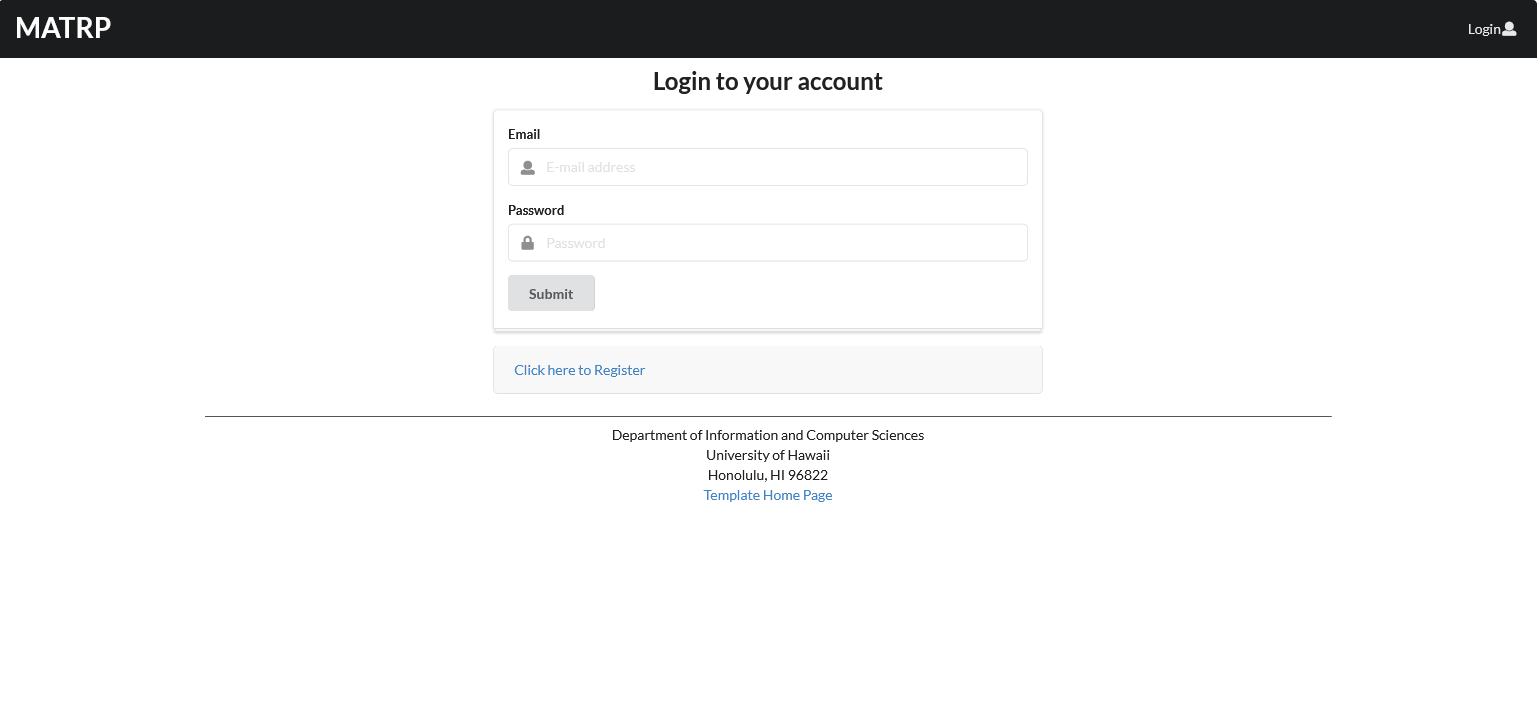 MATRP
Login
Login to your account
Email
E-mail address
Password
Password
Submit
Click here to Register
Department of Information and Computer Sciences
University of Hawaii
Honolulu, HI 96822
Template Home Page